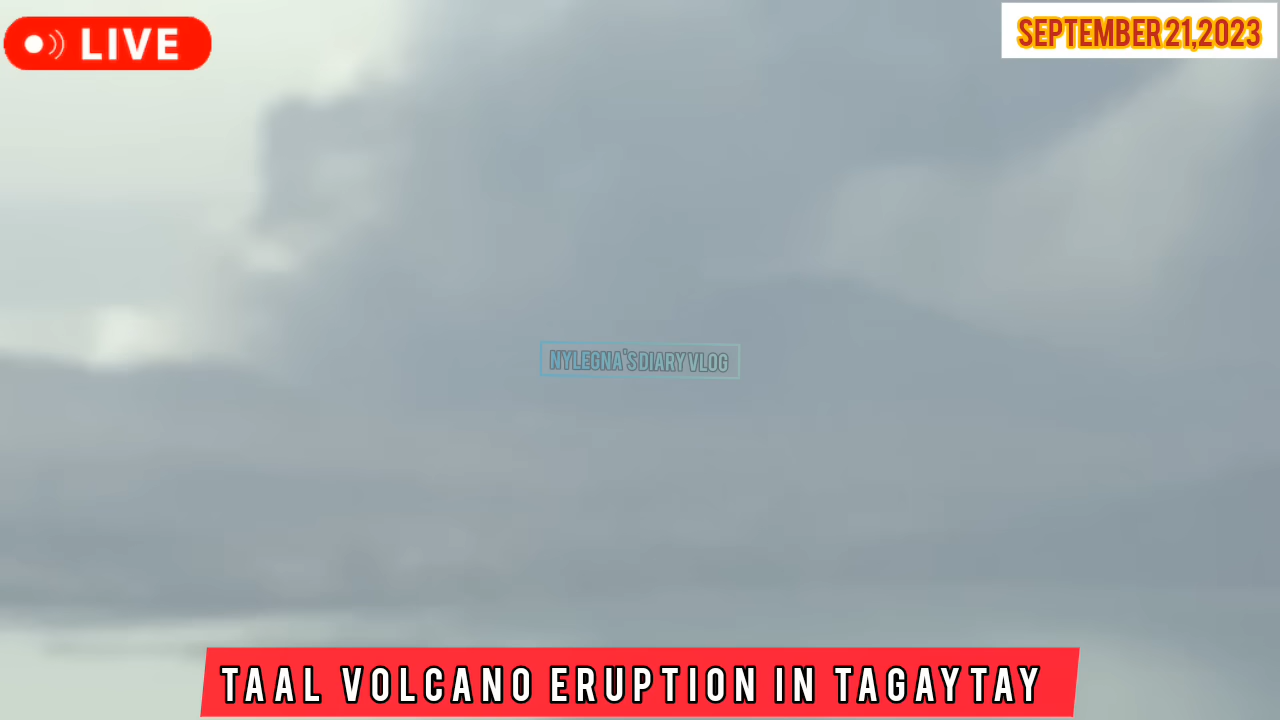 LIVE
SEPTEMBER 21,2023
NYLEGNA'S DIARY VLOG
TAAL VOLCANO ERUPTION IN TAGAYTAY